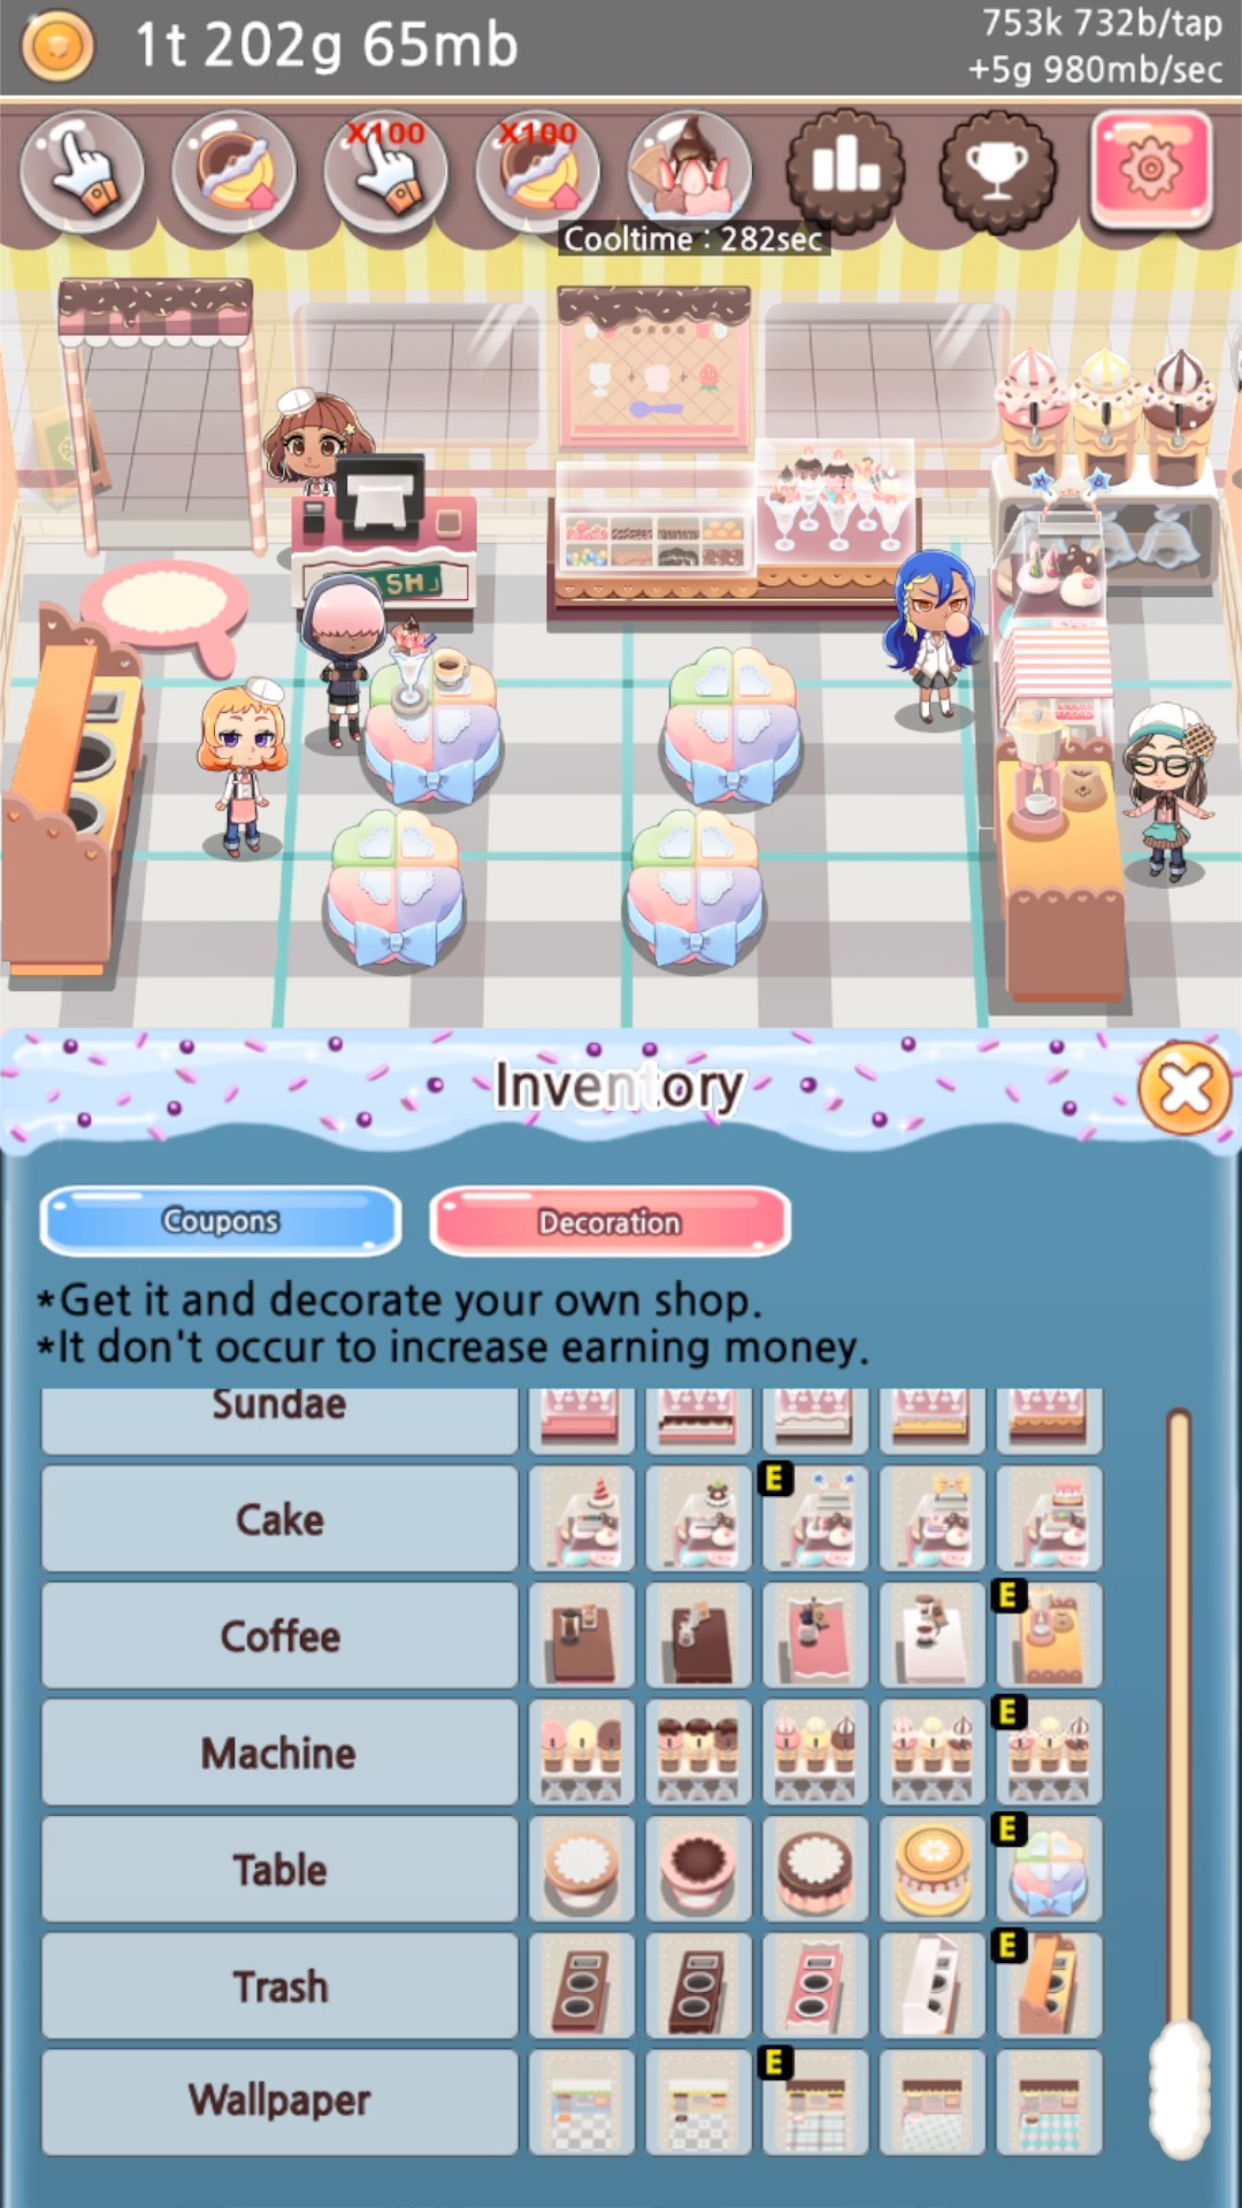 1t 202g 65mb
753k 732b/tap
+5g 980mb/sec
X100
X100
Cooltime : 282sec
H
B
Inventory
Coupons
Decoration
*Get it and decorate your own shop.
*It don't occur to increase earning money.
Sundae
Cake
E
Coffee
E
Machine
E
Table
E
Trash
E
Wallpaper
E